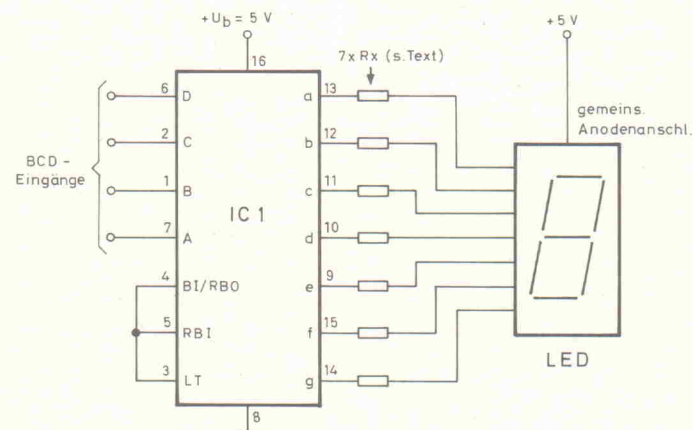 +Ub = 5 V
+5 V
16
7x Rx (s. Text)
6 D
a 13
gemeins.
Anodenanschl.
2 C
b 12
BCD-
Eingänge
1 B
c 11
IC 1
7 A
d 10
4 BI/RBO
e 9
5 RBI
f 15
LED
3 LT
g 14
8